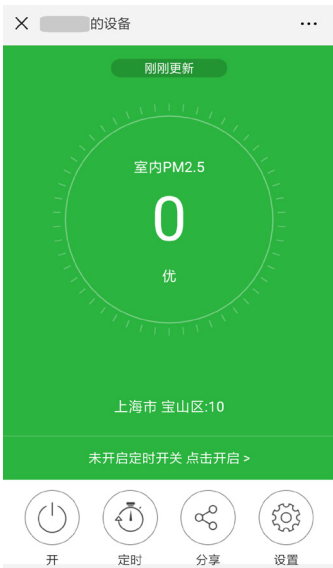 的设备
刚刚更新
室内PM2.5
0
优
上海市 宝山区:10
未开启定时开关 点击开启 >
开
定时
分享
设置